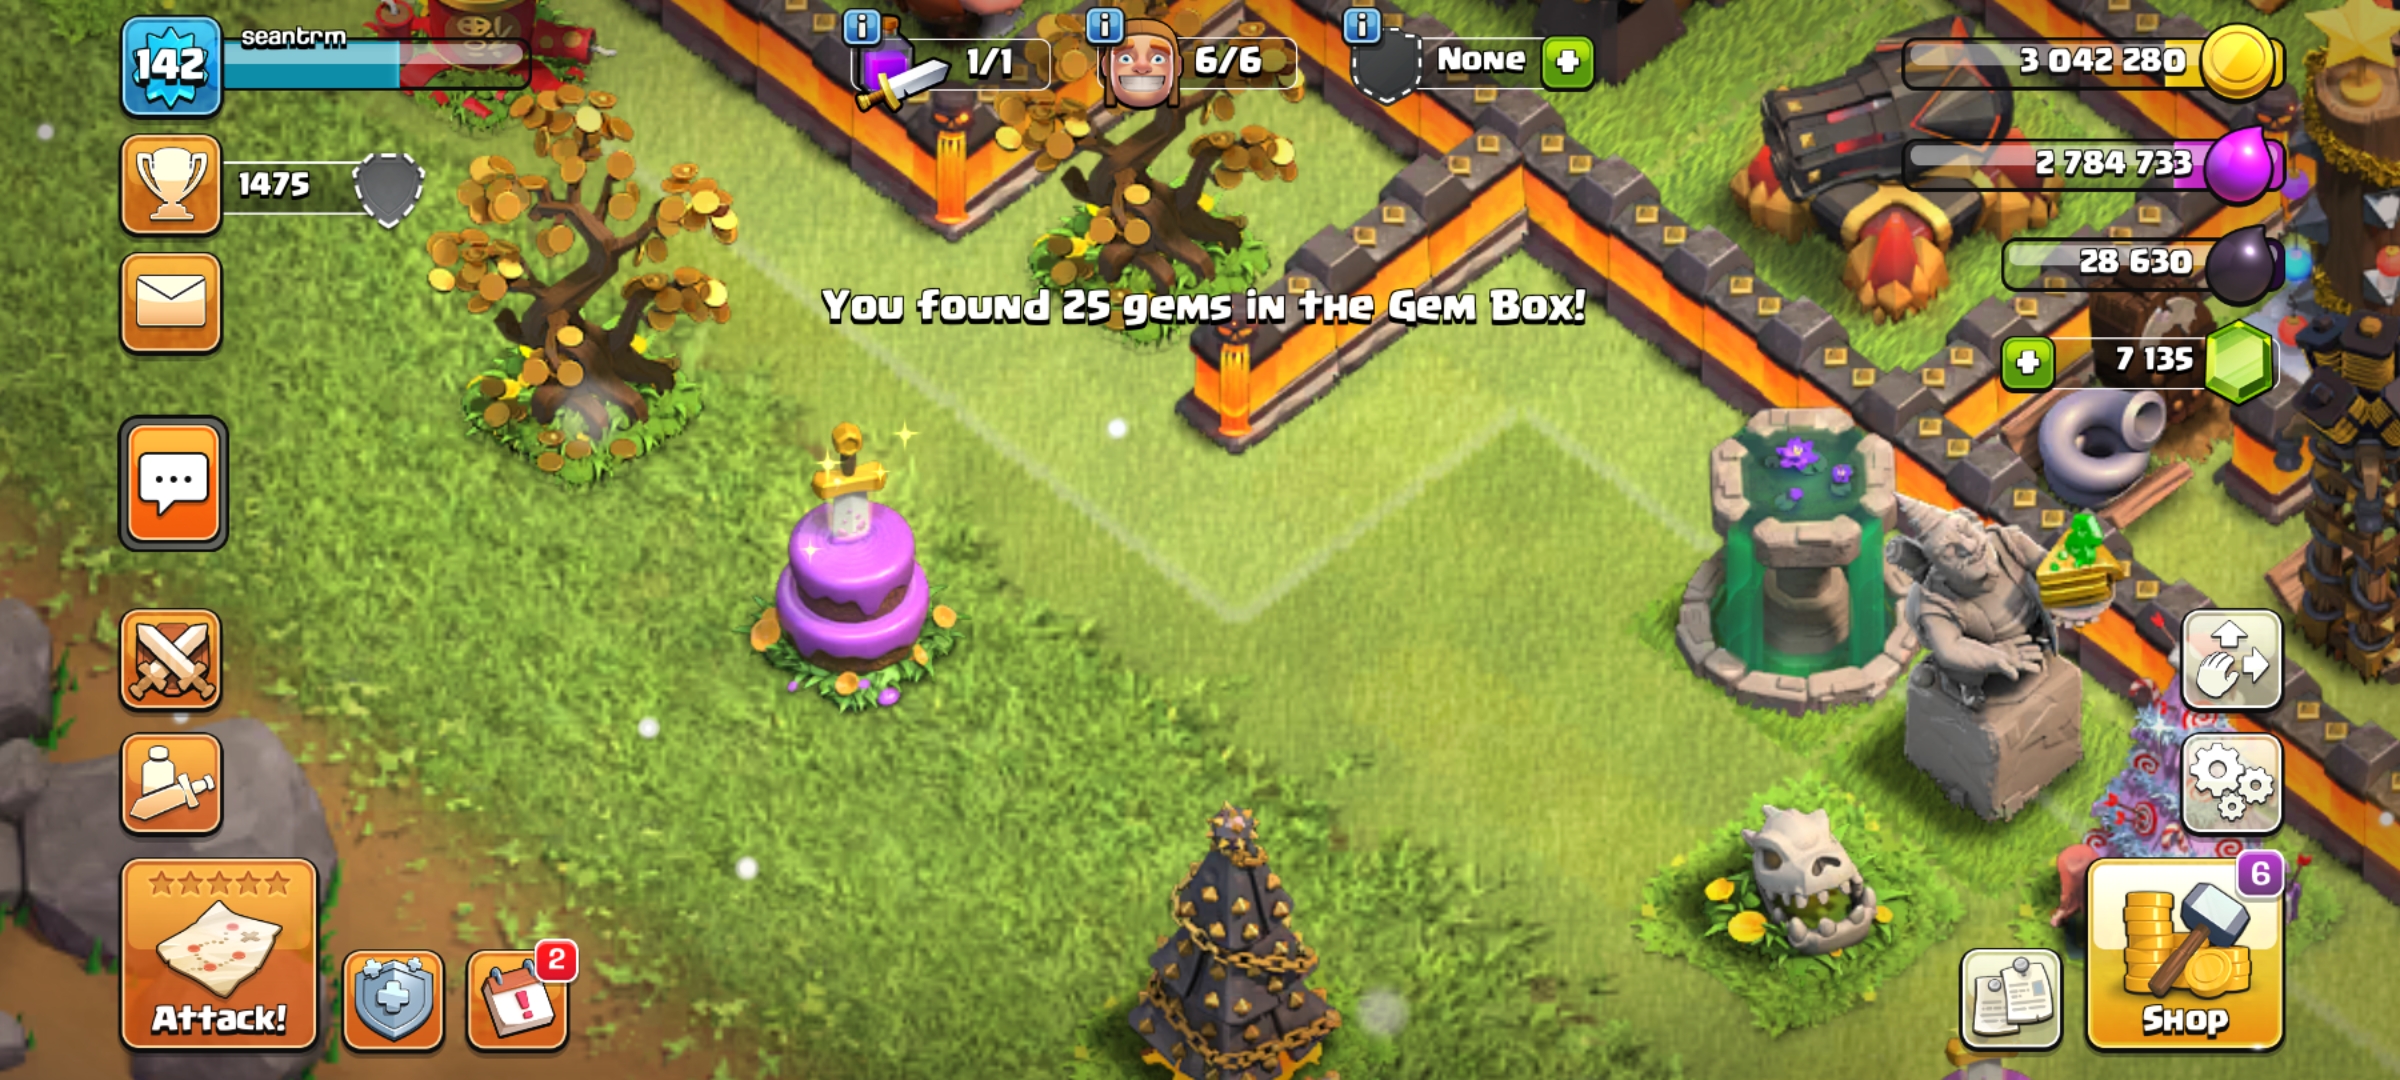 142
seantrm
1/1
6/6
None
3 042 280
1475
2 784 733
28 630
You found 25 gems in the Gem Box!
7 135
6
2
Attack!
Shop